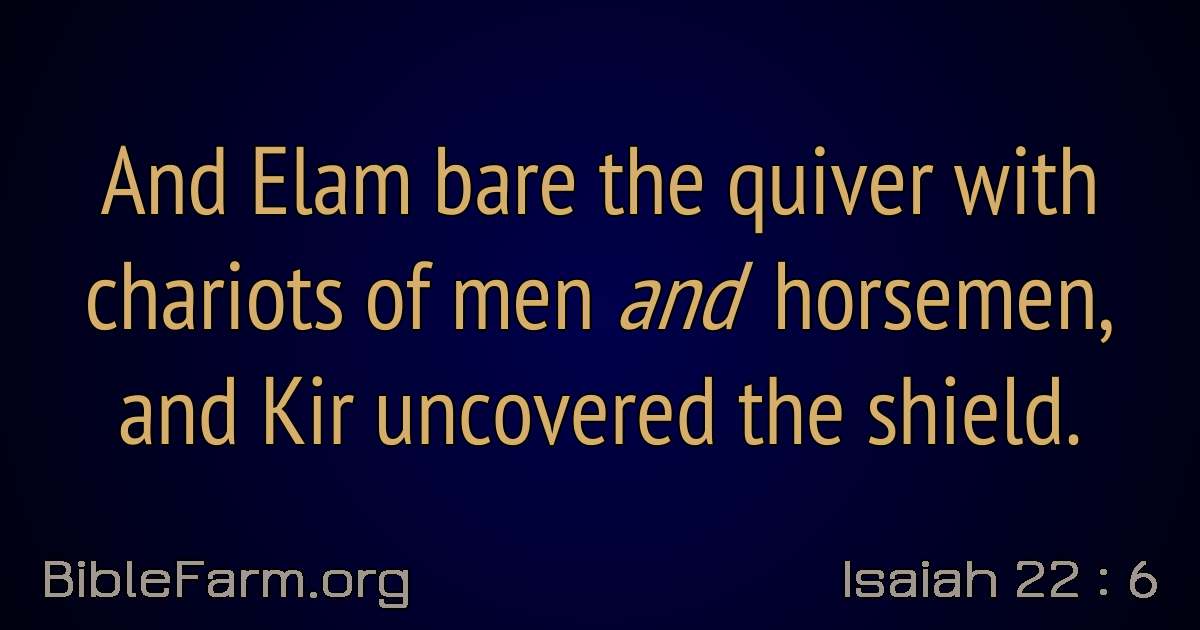 And Elam bare the quiver with
chariots of men and horsemen,
and Kir uncovered the shield.
BibleFarm.org
Isaiah 22 : 6